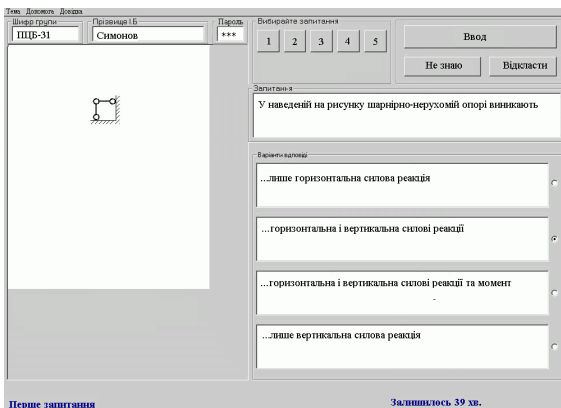 Тема Допомога Довідка
Шифр групи Прізвище І.Б Пароль Вибирайте запитання
ПЦБ-31 Симонов *** 1 2 3 4 5 Ввод
Не знаю Відкласти
Запитання
У наведеній на рисунку шарнірно-нерухомій опорі виникають
Варіанти відповіді
...лише горизонтальна силова реакція
...горизонтальна і вертикальна силові реакції
...горизонтальна і вертикальна силові реакції та момент
...лише вертикальна силова реакція
Перше запитання Залишилось 39 хв.